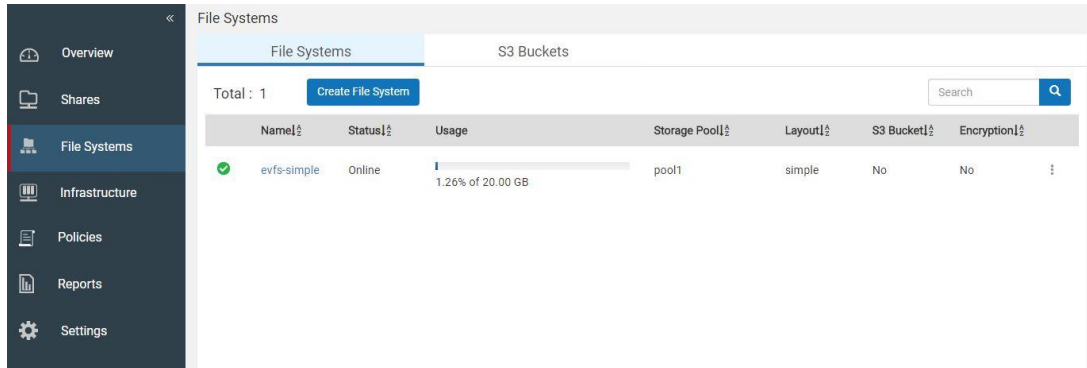 «
File Systems
Overview
Shares
File Systems
Infrastructure
Policies
Reports
Settings
File Systems
S3 Buckets
Total : 1
Create File System
Search
Name Status Usage Storage Pool Layout S3 Bucket Encryption
evfs-simple Online pool1 simple No No
1.26% of 20.00 GB